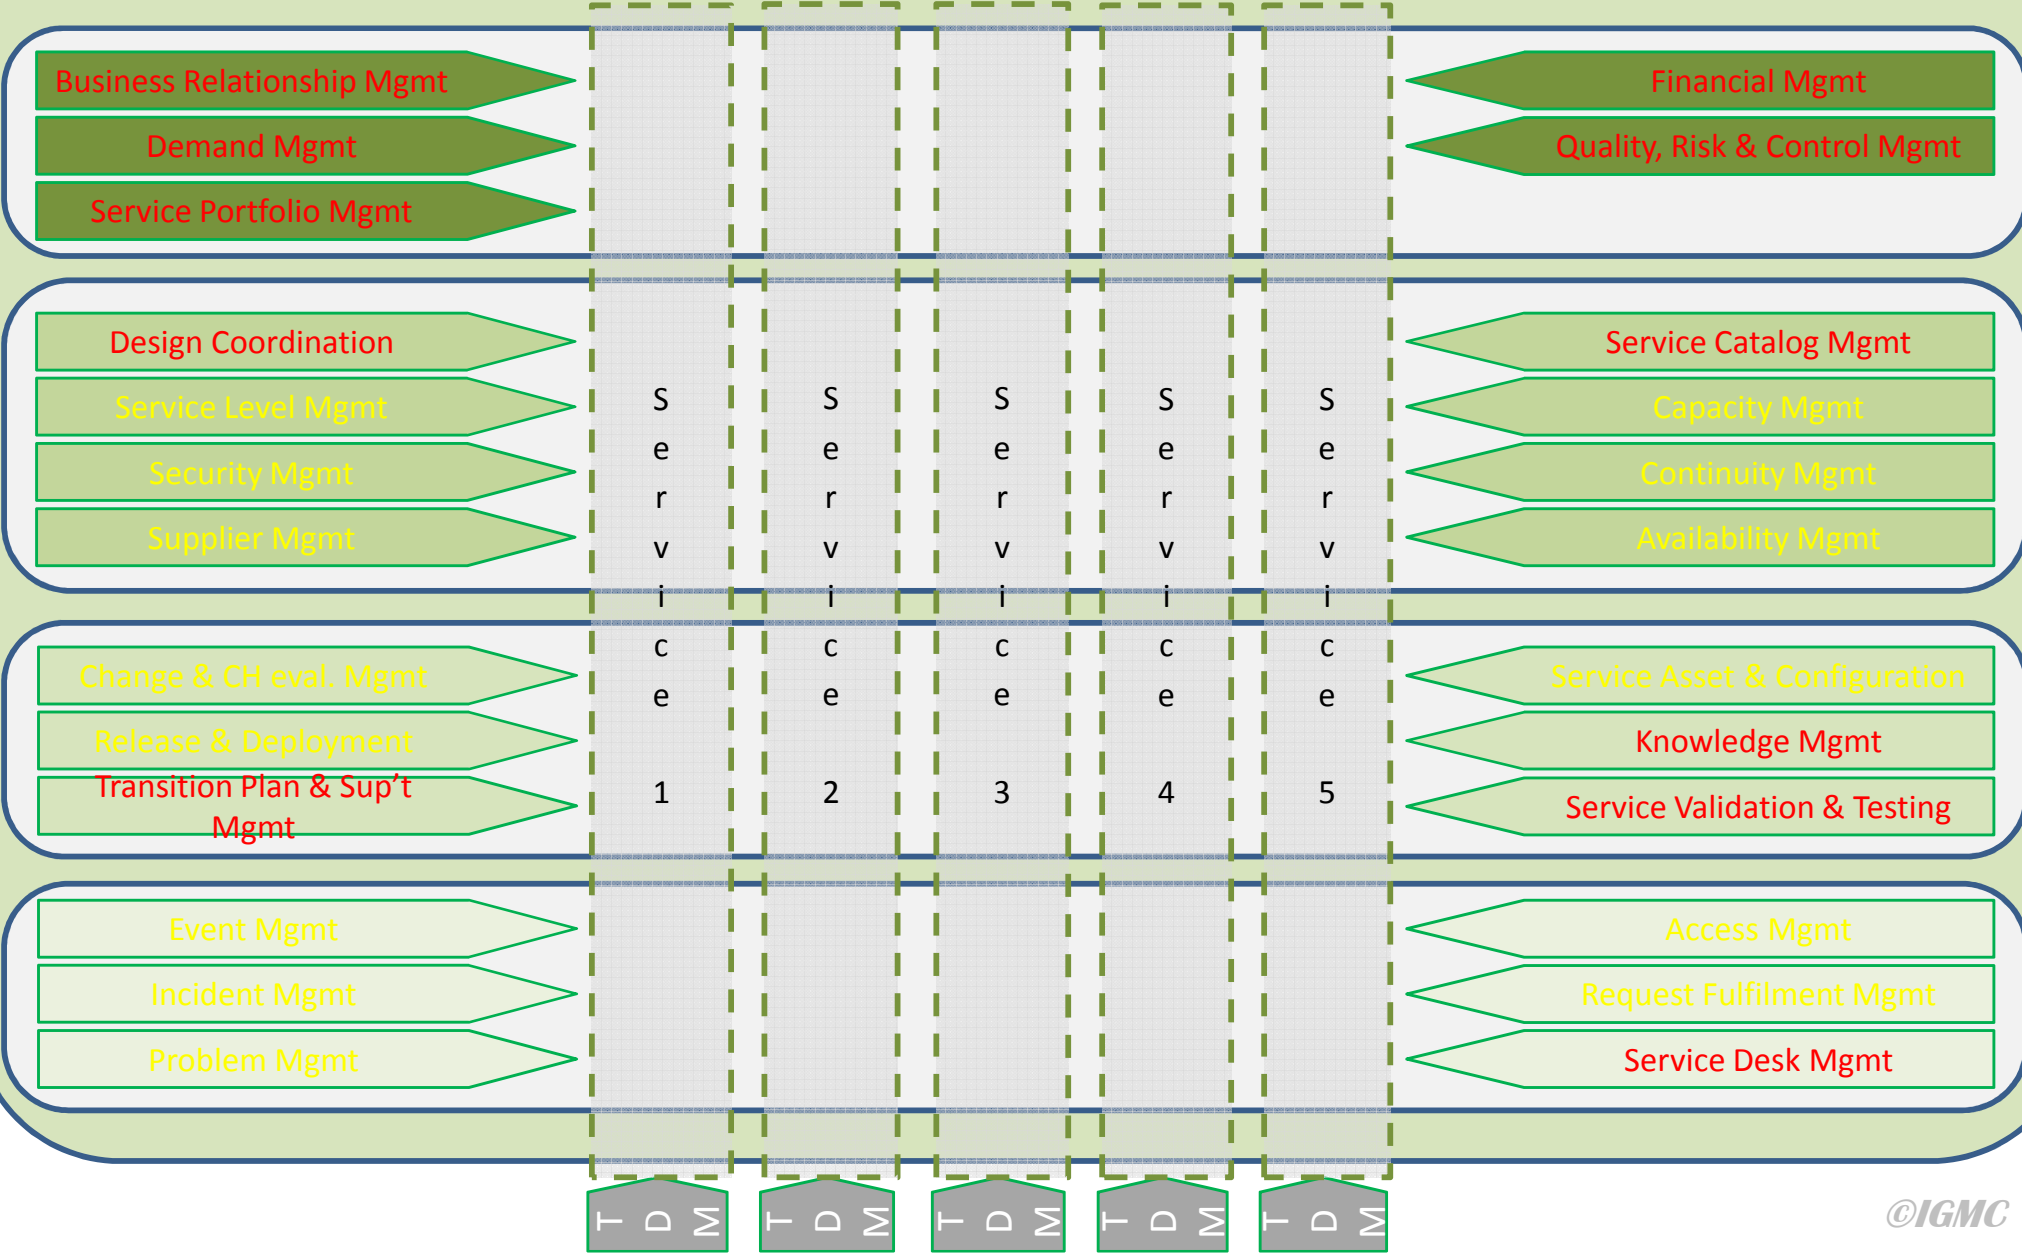 Business Relationship Mgmt
Demand Mgmt
Service Portfolio Mgmt
Financial Mgmt
Quality, Risk & Control Mgmt
Design Coordination
Service Level Mgmt
Security Mgmt
Supplier Mgmt
Service Catalog Mgmt
Capacity Mgmt
Continuity Mgmt
Availability Mgmt
Change & CH eval. Mgmt
Release & Deployment
Transition Plan & Sup't
Mgmt
Service Asset & Configuration
Knowledge Mgmt
Service Validation & Testing
Event Mgmt
Incident Mgmt
Problem Mgmt
Access Mgmt
Request Fulfilment Mgmt
Service Desk Mgmt
Service 1
Service 2
Service 3
Service 4
Service 5
TDM
TDM
TDM
TDM
TDM
©IGMC